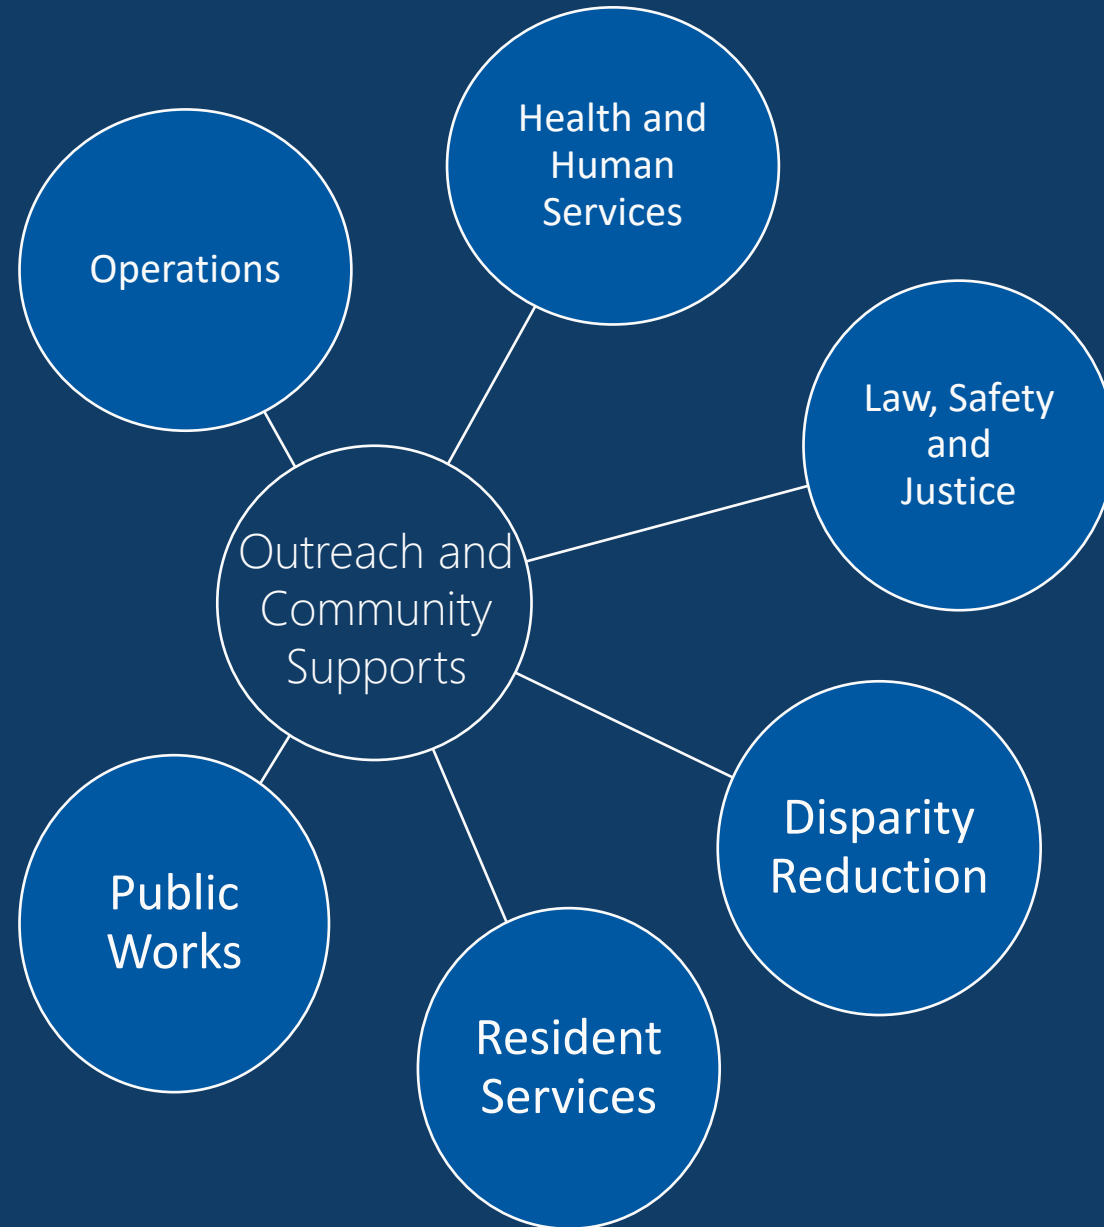 Health and
Human
Services
Operations
Law, Safety
and
Justice
Outreach and
Community
Supports
Disparity
Reduction
Public
Works
Resident
Services